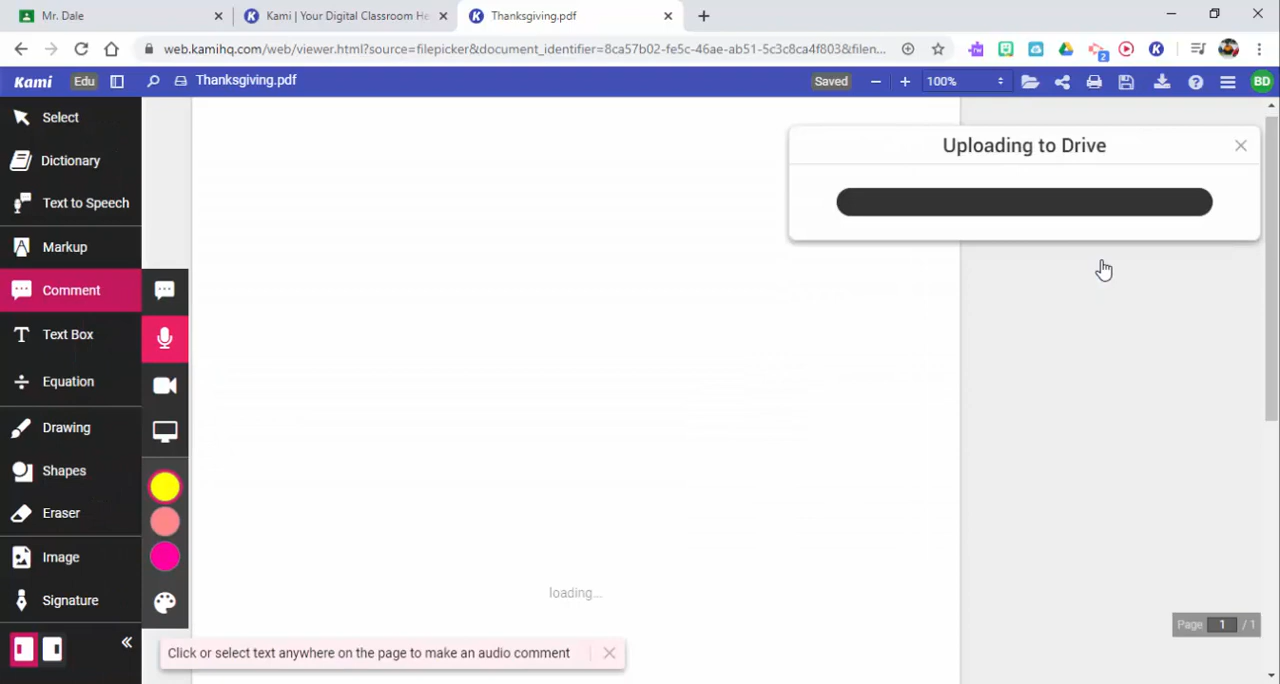 Mr. Dale
Kami | Your Digital Classroom He
Thanksgiving.pdf
web.kamihq.com/web/viewer.html?source=filepicker&document_identifier=8ca57b02-fe5c-46ae-ab51-5c3c8ca4f803&filen...
2
Kami
Edu
Thanksgiving.pdf
Saved
100%
BD
Select
Dictionary
Text to Speech
Markup
Comment
Text Box
Equation
Drawing
Shapes
Eraser
Image
Signature
Uploading to Drive
loading...
Page 1 / 1
Click or select text anywhere on the page to make an audio comment